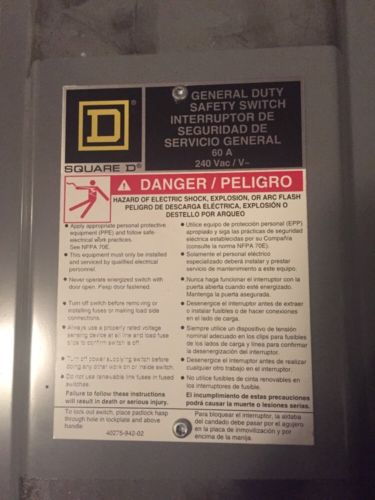 GENERAL DUTY
SAFETY SWITCH
INTERRUPTOR DE
SEGURIDAD DE
SERVICIO GENERAL
60 A
240 Vac / V~
D
SQUARE D®
DANGER / PELIGRO
HAZARD OF ELECTRIC SHOCK, EXPLOSION, OR ARC FLASH
PELIGRO DE DESCARGA ELÉCTRICA, EXPLOSIÓN O
DESTELLO POR ARQUEO
• Apply appropriate personal protective
equipment (PPE) and follow safe
electrical work practices.
See NFPA 70E.
• This equipment must only be installed
and serviced by qualified electrical
personnel.
• Never operate energized switch with
door open. Keep door fastened.
• Turn off switch before removing or
installing fuses or making load side
connections.
• Always use a properly rated voltage
sensing device at all line and load fuse
clips to confirm switch is off.
• Turn off power supplying switch before
doing any other work on or inside switch.
• Do not use renewable link fuses in fused
switches.
Failure to follow these instructions
will result in death or serious injury.
To lock out switch, place padlock hasp
through hole in lockplate and above
handle.
40275-942-02
• Utilice equipo de protección personal (EPP)
apropiado y siga las prácticas de seguridad
eléctrica establecidas por su Compañía
(consulte la norma NFPA 70E).
• Solamente el personal eléctrico
especializado deberá instalar y prestar
servicio de mantenimiento a este equipo.
• Nunca haga funcionar el interruptor con la
puerta abierta cuando esté energizado.
Mantenga la puerta asegurada.
• Desenergice el interruptor antes de extraer
o instalar fusibles o de hacer conexiones
en el lado de carga.
• Siempre utilice un dispositivo de tensión
nominal adecuado en los clips para fusibles
de los lados de carga y línea para confirmar
la desenergización del interruptor.
• Desenergice el interruptor antes de realizar
cualquier otro trabajo en el interruptor.
• No utilice fusibles de cinta renovables en
los interruptores de fusible.
El incumplimiento de estas precauciones
podrá causar la muerte o lesiones serias.
Para bloquear el interruptor, la aldaba
del candado debe pasar por el agujero
en la placa de inmovilización y por
encima de la manija.